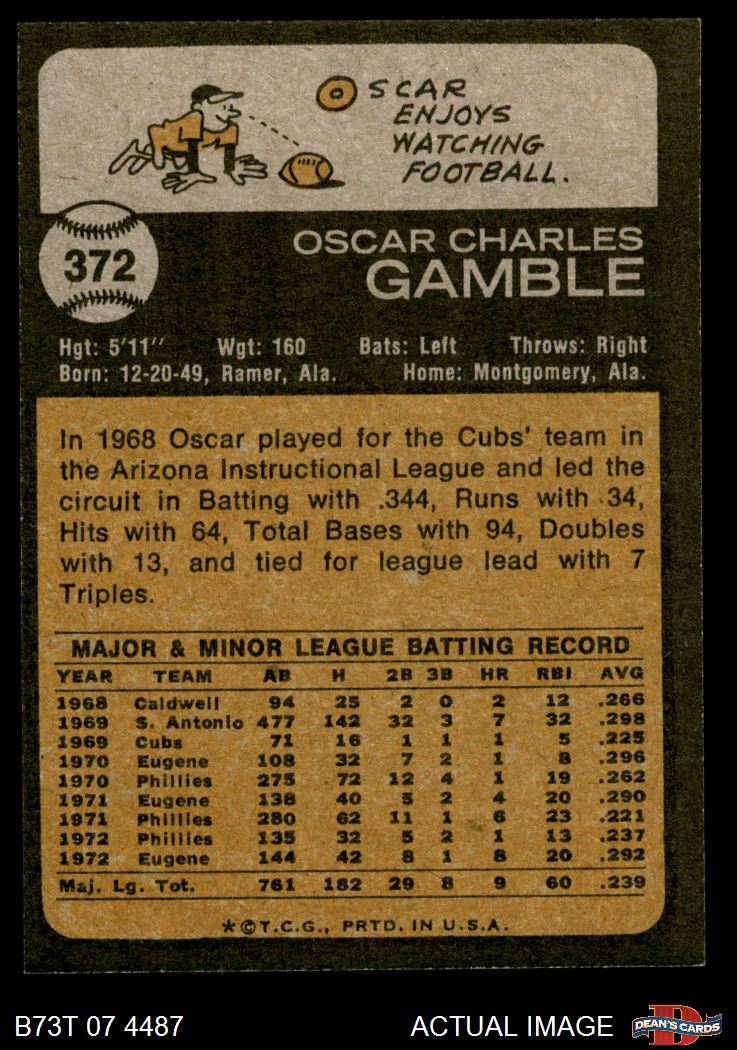 OSCAR
ENJOYS
WATCHING
FOOTBALL.
372
OSCAR CHARLES
GAMBLE
Hgt: 5'11" Wgt: 160 Bats: Left Throws: Right
Born: 12-20-49, Ramer, Ala. Home: Montgomery, Ala.
In 1968 Oscar played for the Cubs' team in
the Arizona Instructional League and led the
circuit in Batting with .344, Runs with 34,
Hits with 64, Total Bases with 94, Doubles
with 13, and tied for league lead with 7
Triples.
MAJOR & MINOR LEAGUE BATTING RECORD
YEAR TEAM AB H 2B 3B HR RBI AVG
1968 Caldwell 94 25 2 0 2 12 .266
1969 S. Antonio 477 142 32 3 7 32 .298
1969 Cubs 71 16 1 1 1 5 .225
1970 Eugene 108 32 7 2 1 8 .296
1970 Phillies 275 72 12 4 1 19 .262
1971 Eugene 138 40 5 2 4 20 .290
1971 Phillies 280 62 11 1 6 23 .221
1972 Phillies 135 32 5 2 1 13 .237
1972 Eugene 144 42 8 1 8 20 .292
Maj. Lg. Tot. 761 182 29 8 9 60 .239
*©T.C.G., PRTD. IN U.S.A.
B73T 07 4487 ACTUAL IMAGE
D
DEAN'S CARDS